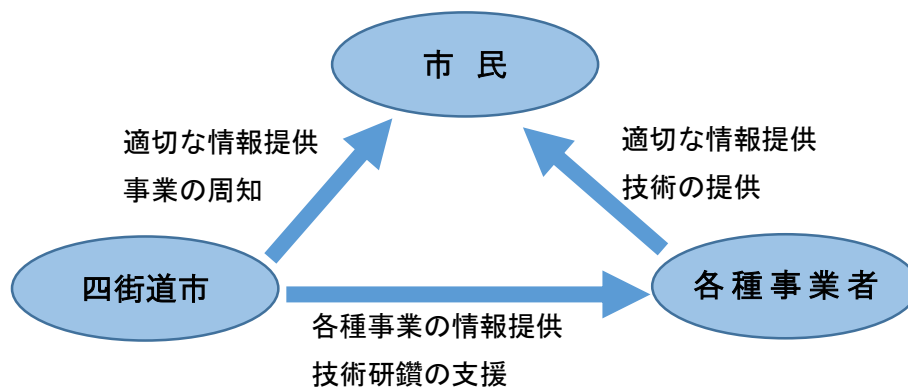 市 民
適切な情報提供
事業の周知
適切な情報提供
技術の提供
四街道市
各種事業者
各種事業の情報提供
技術研鑽の支援